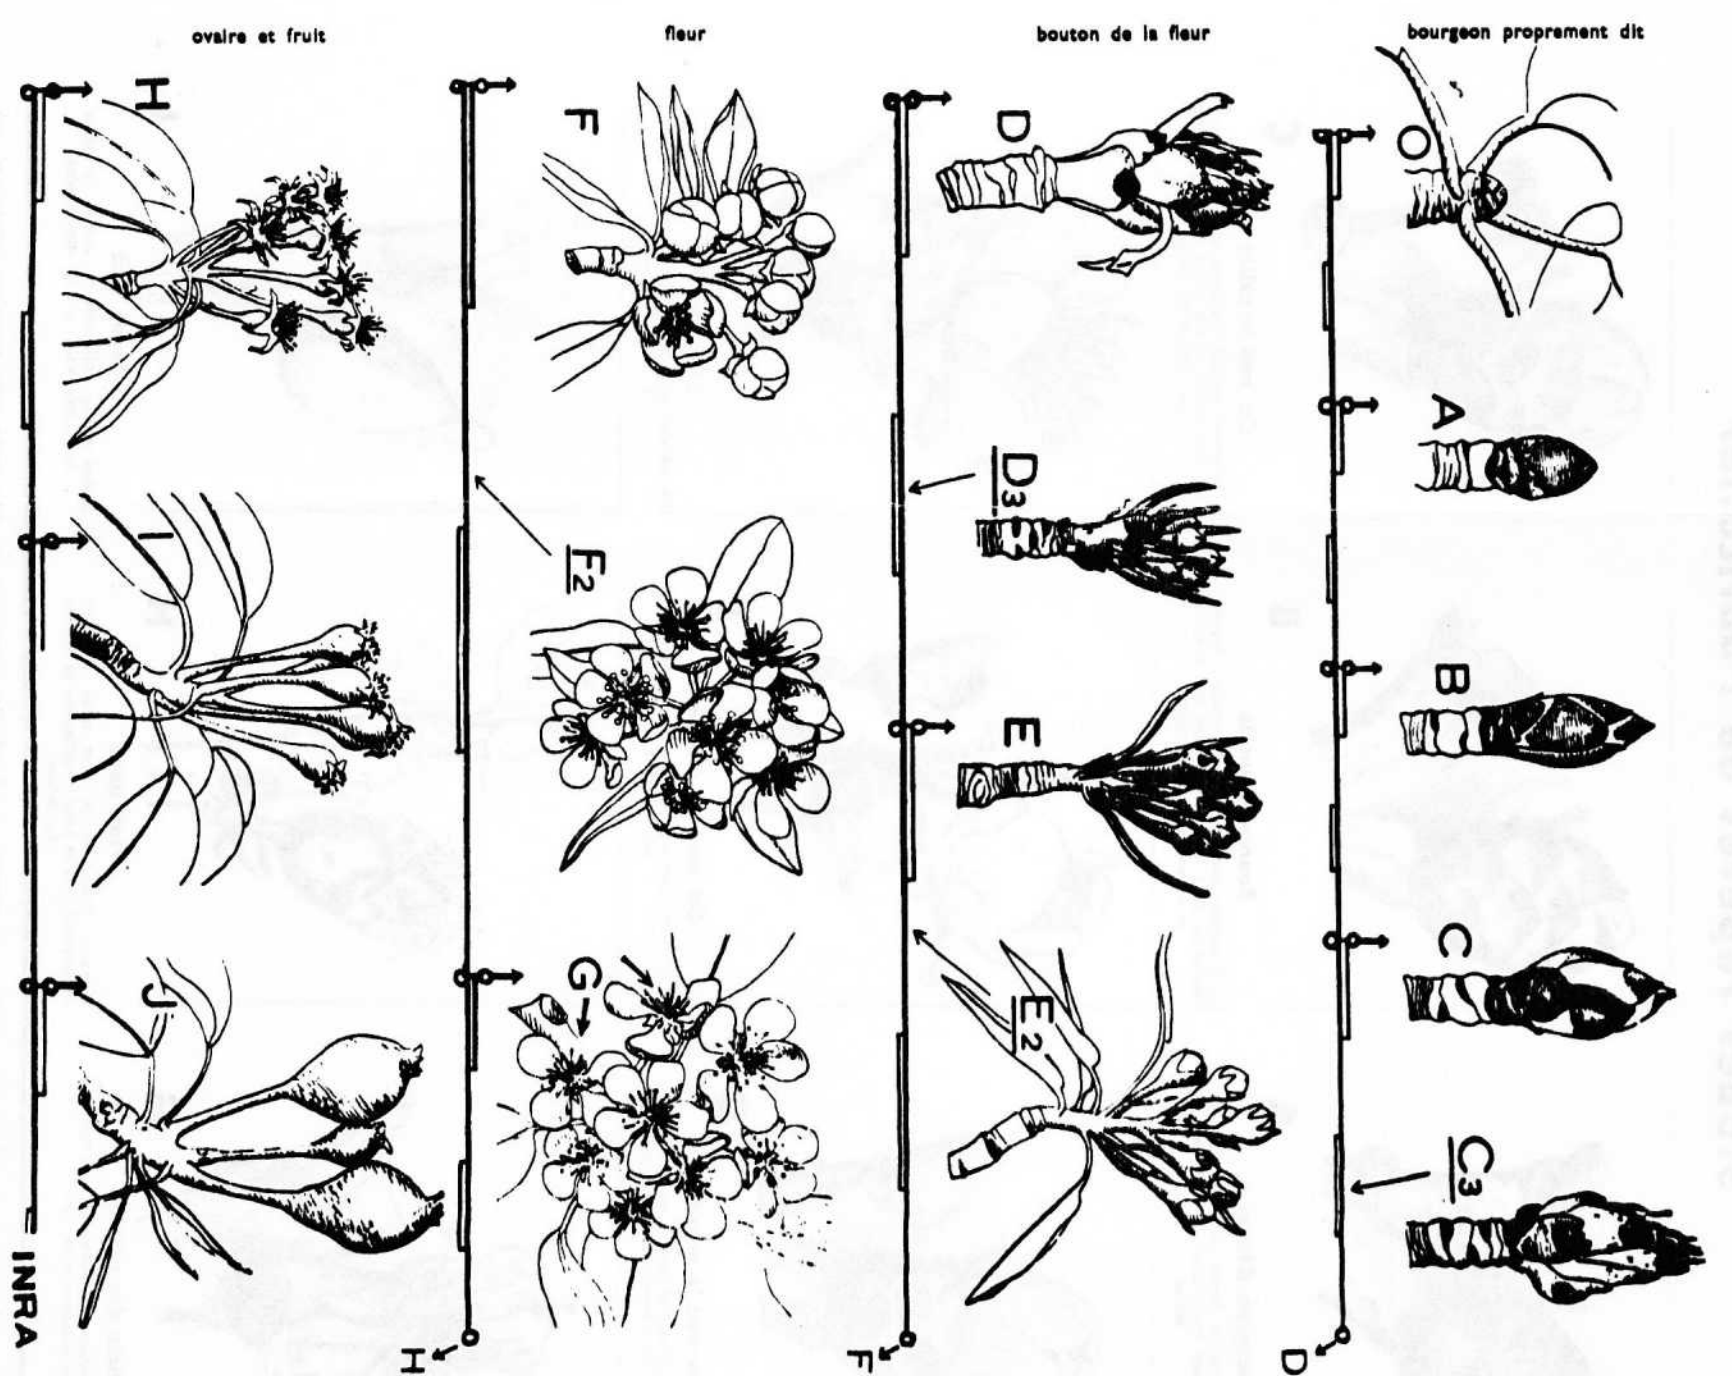 bourgeon proprement dit
O
A
B
C
C3
D
bouton de la fleur
D
D3
E
E2
F
fleur
F
F2
G
H
ovaire et fruit
H
I
J
INRA